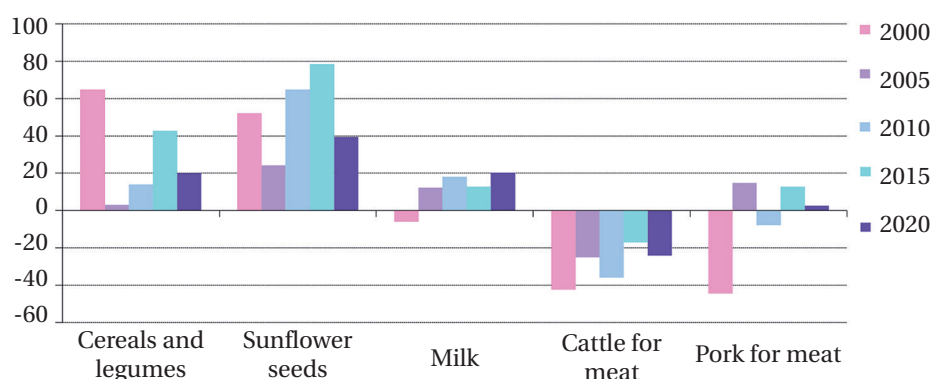 100
80
60
40
20
0
-20
-40
-60
Cereals and
legumes
Sunflower
seeds
Milk
Cattle for
meat
Pork for meat
2000
2005
2010
2015
2020